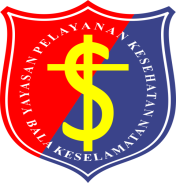 YAYASAN PELAYANAN KESEHATAN
BALA KESELAMATAN
S